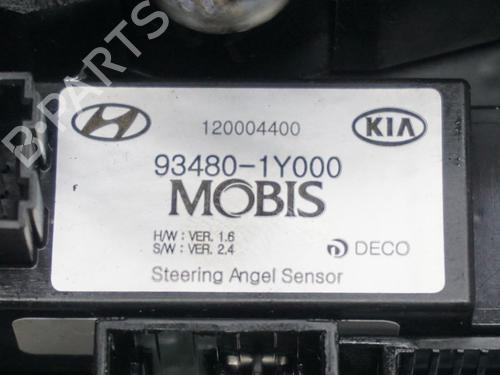 B-PARTS
120004400
KIA
93480-1Y000
MOBIS
H/W : VER. 1.6
S/W : VER. 2.4
DECO
Steering Angel Sensor